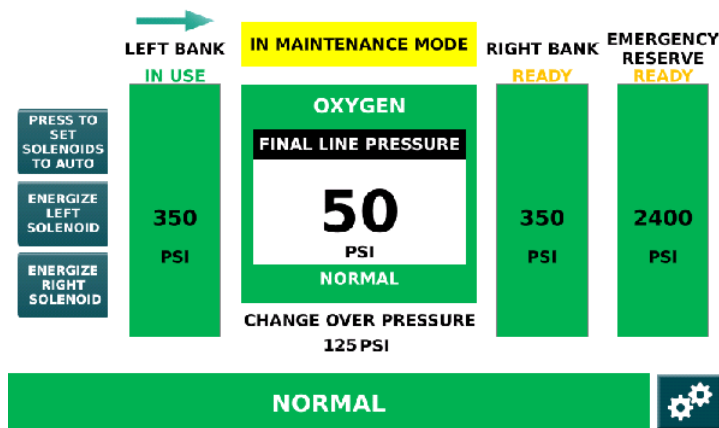 LEFT BANK
IN USE
350
PSI
IN MAINTENANCE MODE
OXYGEN
FINAL LINE PRESSURE
50
PSI
NORMAL
CHANGE OVER PRESSURE
125 PSI
RIGHT BANK
READY
350
PSI
EMERGENCY
RESERVE
READY
2400
PSI
PRESS TO
SET
SOLENOIDS
TO AUTO
ENERGIZE
LEFT
SOLENOID
ENERGIZE
RIGHT
SOLENOID
NORMAL